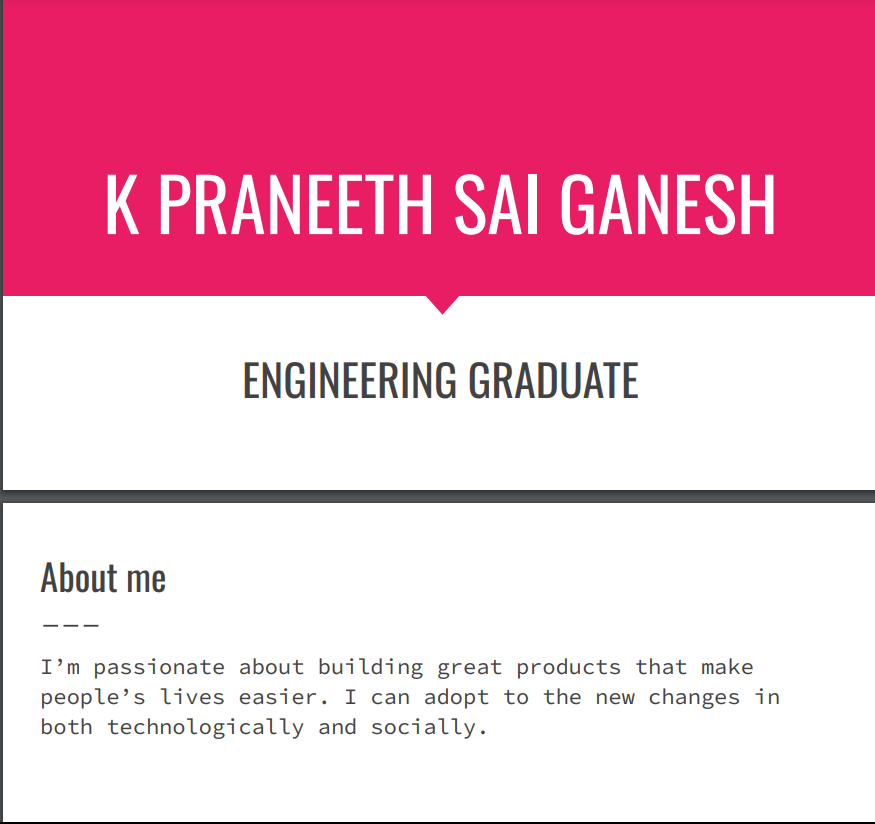 K PRANEETH SAI GANESH
ENGINEERING GRADUATE
About me
I’m passionate about building great products that make
people’s lives easier. I can adopt to the new changes in
both technologically and socially.